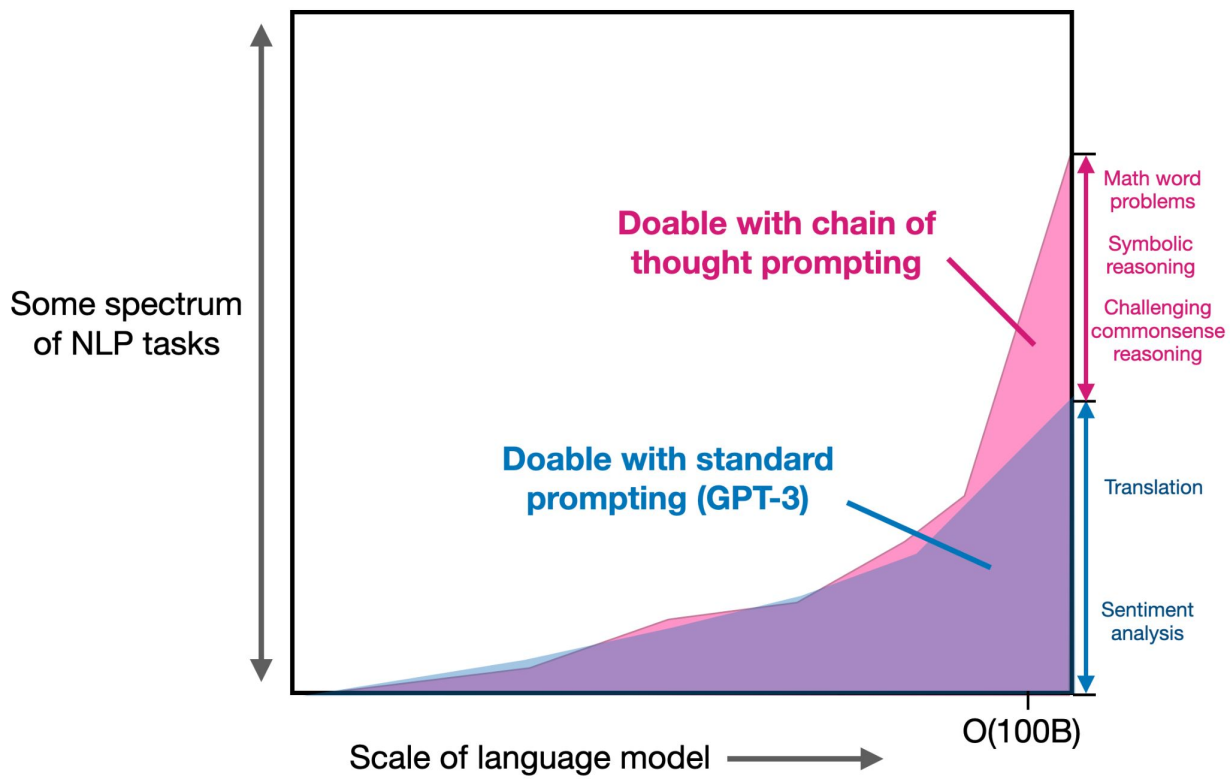 Some spectrum
of NLP tasks
Doable with chain of
thought prompting
Doable with standard
prompting (GPT-3)
Math word
problems
Symbolic
reasoning
Challenging
commonsense
reasoning
Translation
Sentiment
analysis
O(100B)
Scale of language model